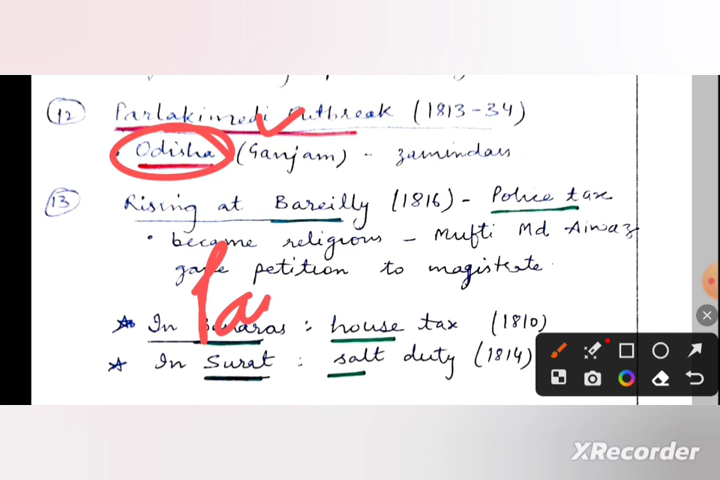 (12) Parlakimedi Outbreak (1813-34)
· Odisha (Ganjam) - zamindars
(13) Rising at Bareilly (1816) - Police tax
· became religious - Mufti Md Aiwaz
gave petition to magistrate.
* In Banaras : house tax (1810)
* In Surat : salt duty (1814)
XRecorder